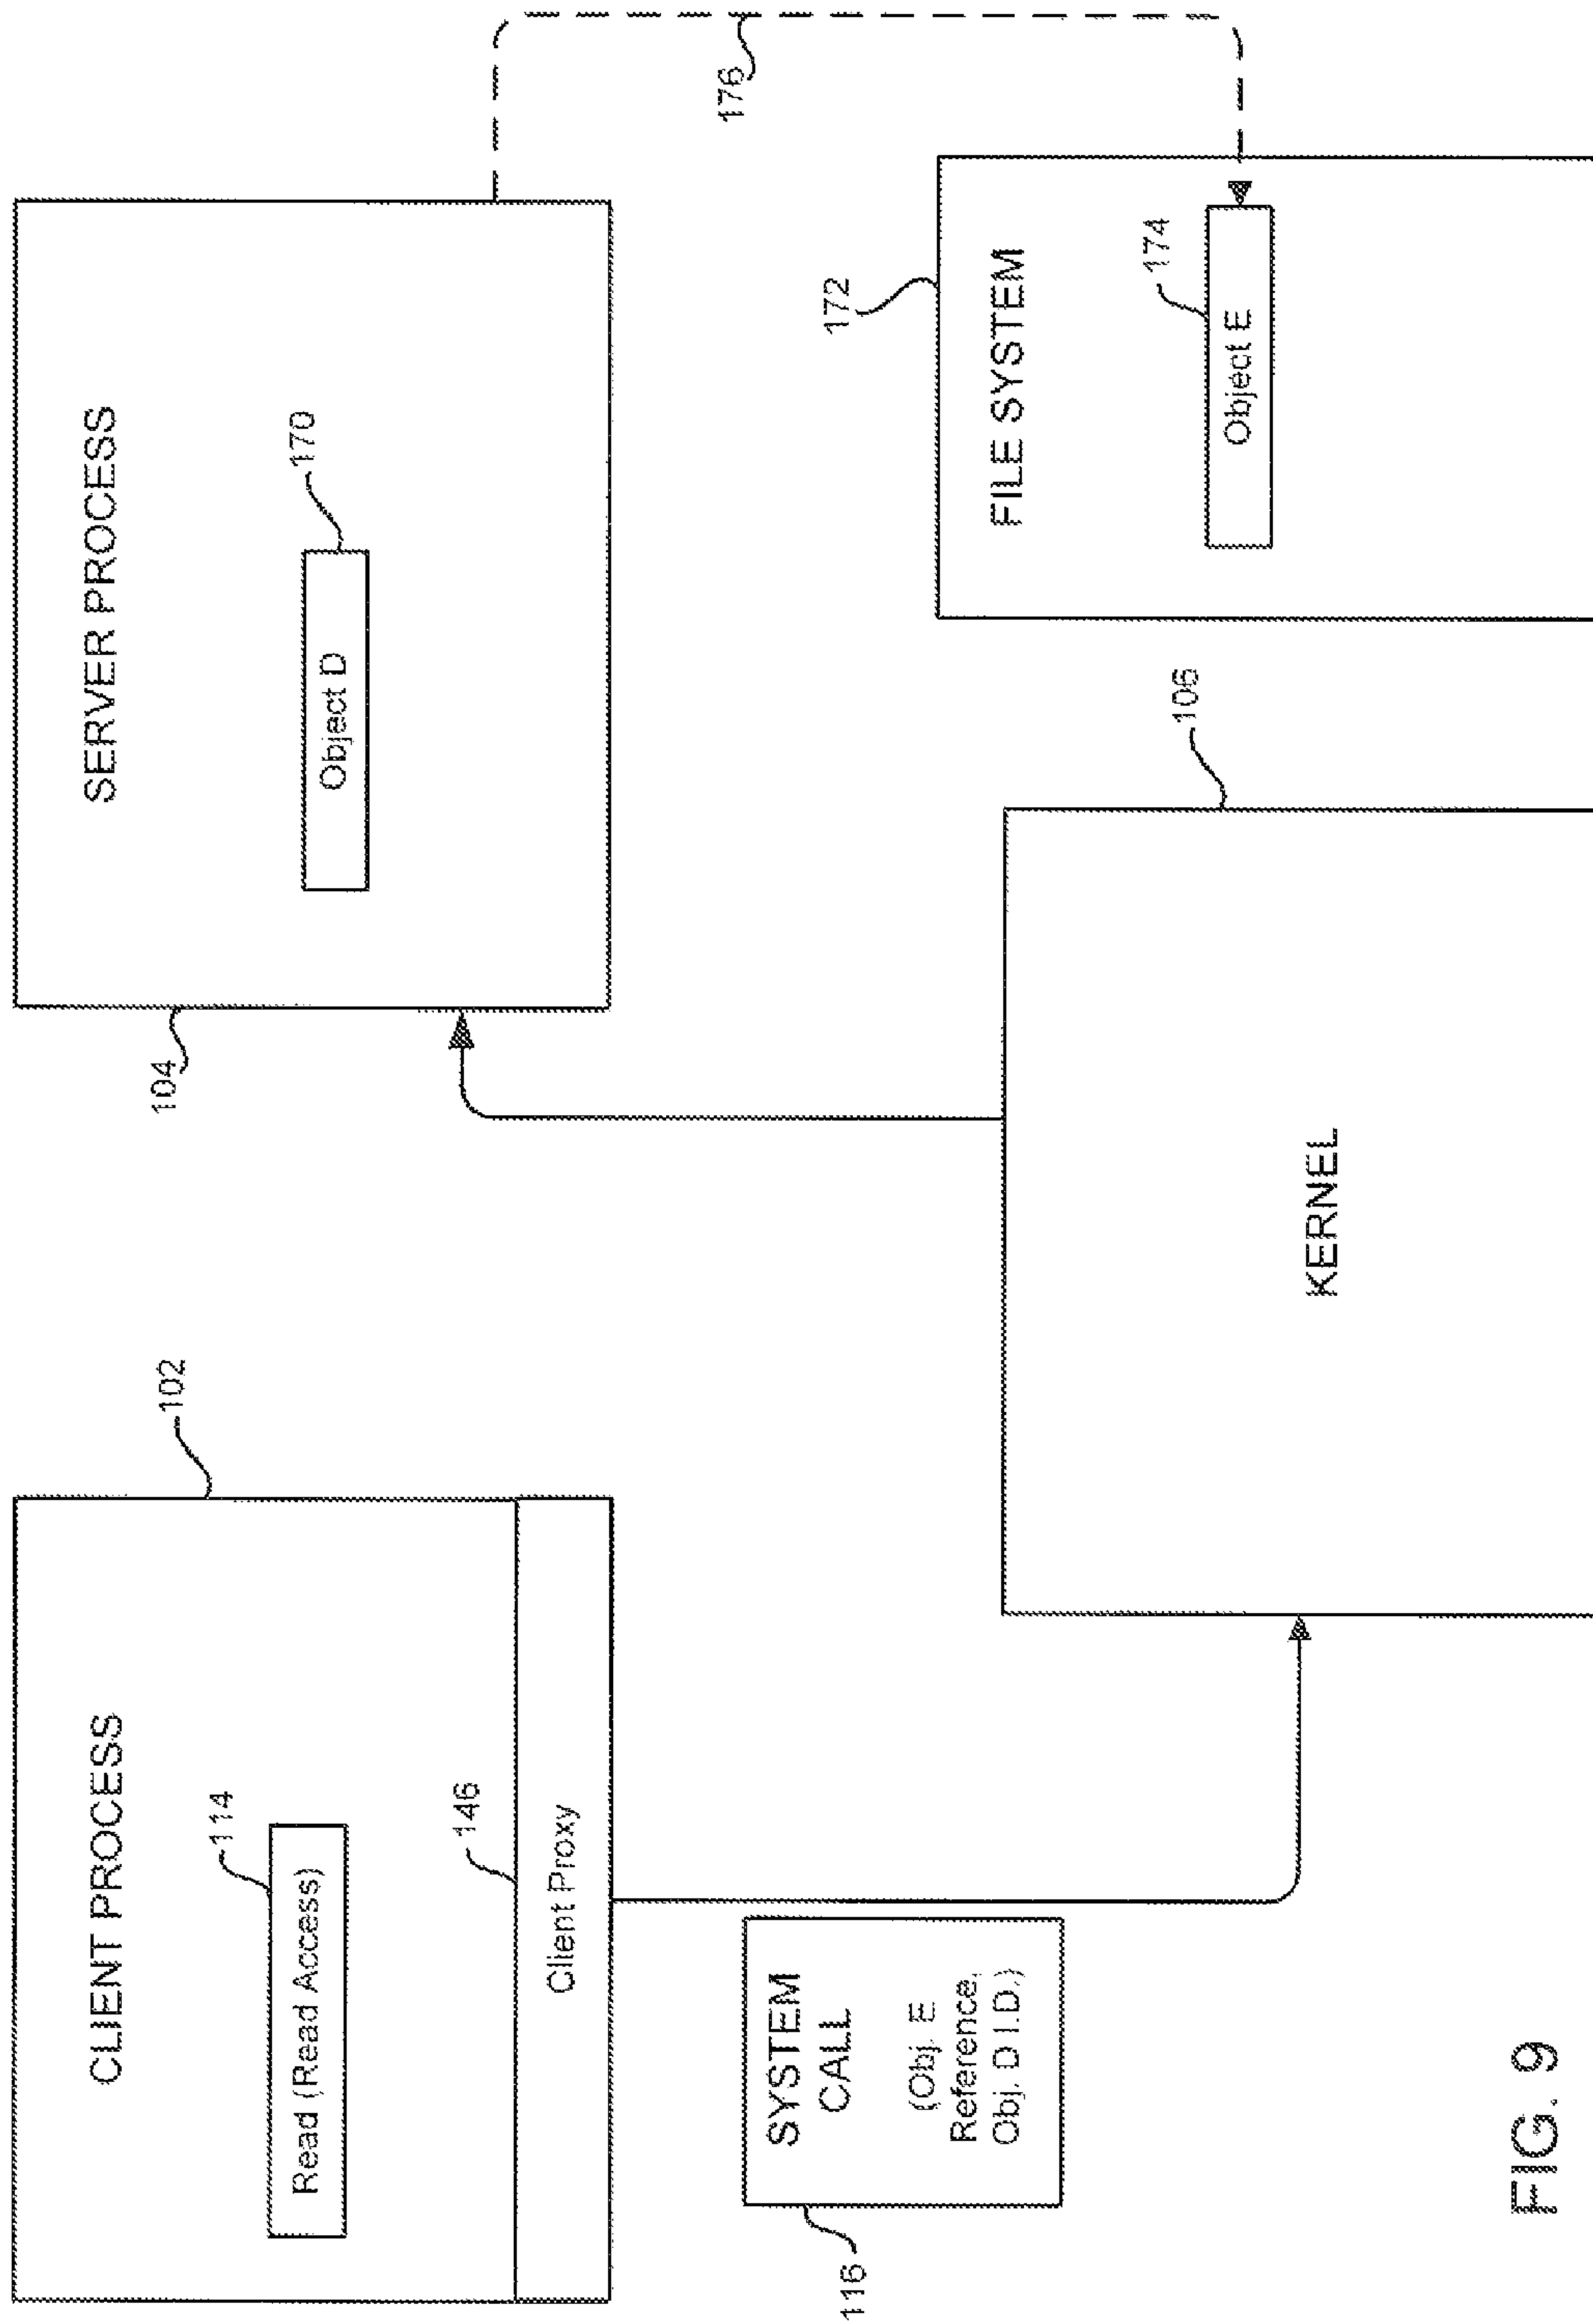 CLIENT PROCESS
102
114
Read (Read Access)
146
Client Proxy
SERVER PROCESS
104
170
Object D
SYSTEM
CALL
(Obj. E
Reference,
Obj. D I.D.)
116
KERNEL
106
172
FILE SYSTEM
174
Object E
176
FIG. 9